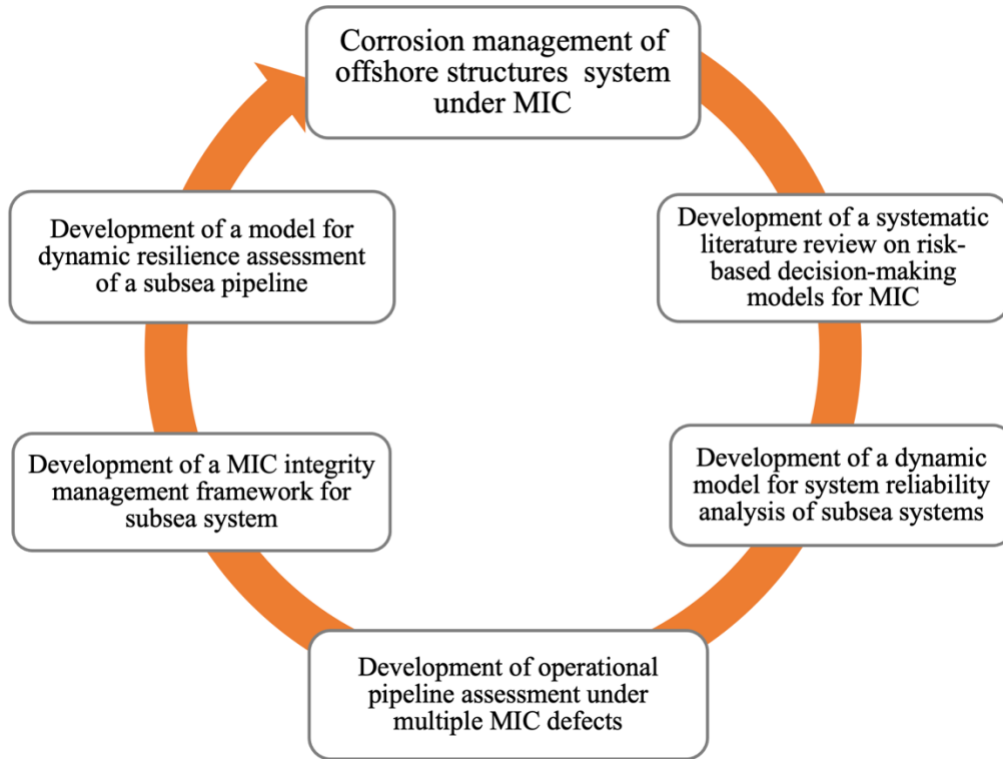 Corrosion management of
offshore structures system
under MIC
Development of a systematic
literature review on risk-
based decision-making
models for MIC
Development of a dynamic
model for system reliability
analysis of subsea systems
Development of operational
pipeline assessment under
multiple MIC defects
Development of a MIC integrity
management framework for
subsea system
Development of a model for
dynamic resilience assessment
of a subsea pipeline